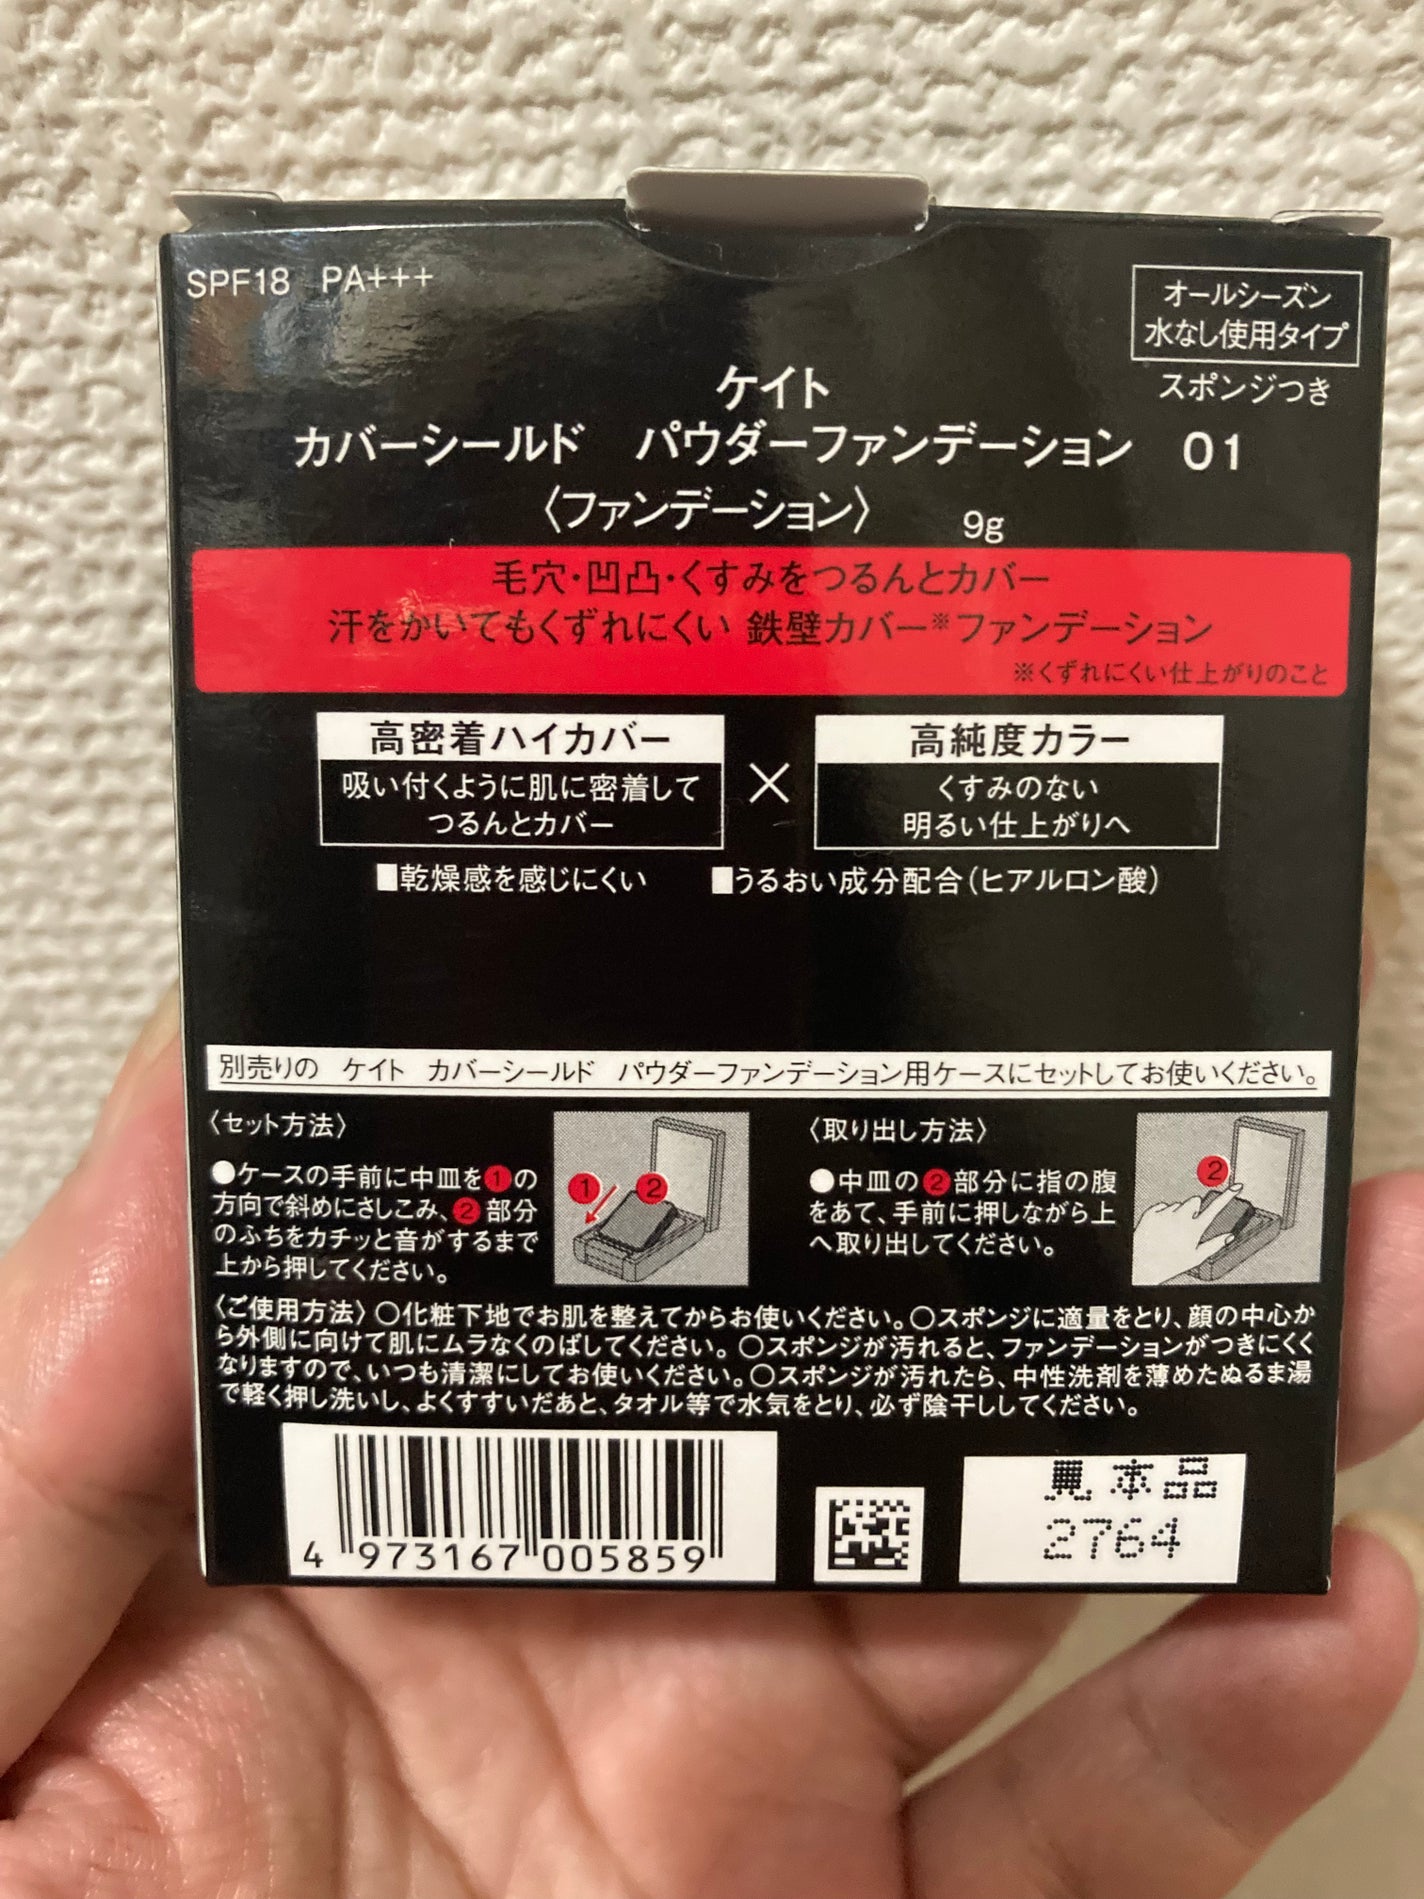 SPF18 PA+++
オールシーズン
水なし使用タイプ
スポンジつき
ケイト
カバーシールド パウダーファンデーション 01
〈ファンデーション〉 9g
毛穴・凹凸・くすみをつるんとカバー
汗をかいてもくずれにくい 鉄壁カバー※ファンデーション
※くずれにくい仕上がりのこと
高密着ハイカバー
吸い付くように肌に密着して
つるんとカバー
×
高純度カラー
くすみのない
明るい仕上がりへ
■乾燥感を感じにくい ■うるおい成分配合(ヒアルロン酸)
別売りの ケイト カバーシールド パウダーファンデーション用ケースにセットしてお使いください。
〈セット方法〉
●ケースの手前に中皿を❶の
方向で斜めにさしこみ、❷部分
のふちをカチッと音がするまで
上から押してください。
1 2
〈取り出し方法〉
●中皿の❷部分に指の腹
をあて、手前に押しながら上
へ取り出してください。
2
〈ご使用方法〉○化粧下地でお肌を整えてからお使いください。○スポンジに適量をとり、顔の中心か
ら外側に向けて肌にムラなくのばしてください。○スポンジが汚れると、ファンデーションがつきにくく
なりますので、いつも清潔にしてお使いください。○スポンジが汚れたら、中性洗剤を薄めたぬるま湯
で軽く押し洗いし、よくすすいだあと、タオル等で水気をとり、必ず陰干ししてください。
4 973167 005859
見本品
2764